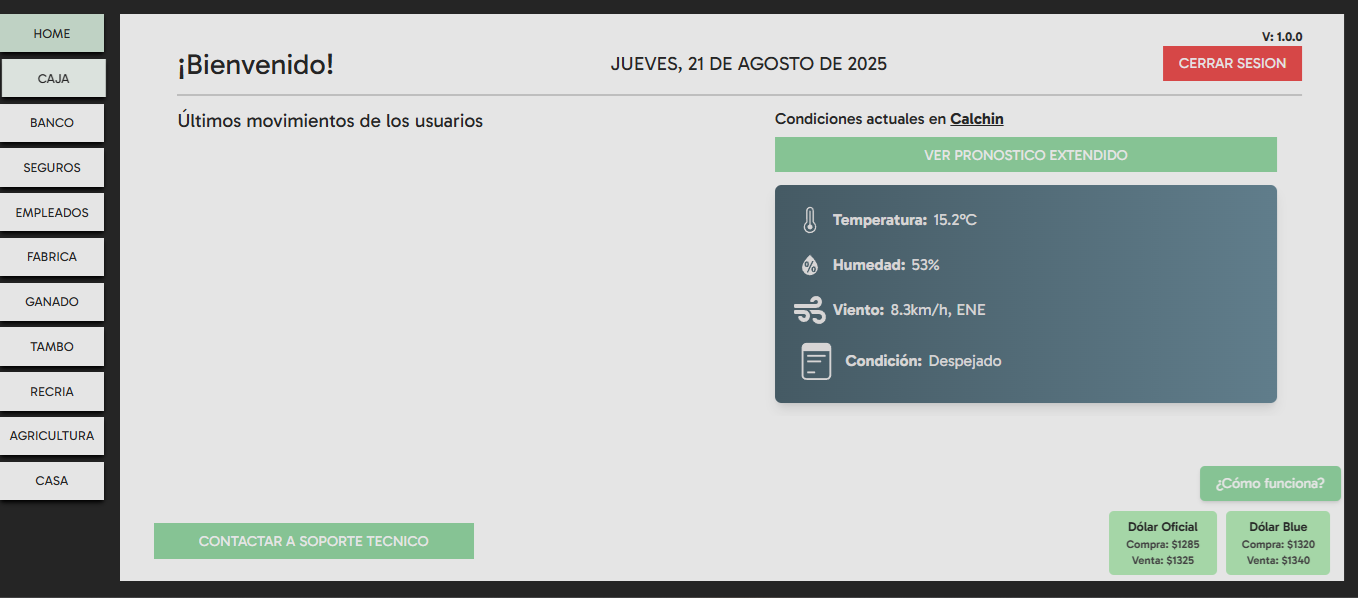 HOME
CAJA
BANCO
SEGUROS
EMPLEADOS
FABRICA
GANADO
TAMBO
RECRIA
AGRICULTURA
CASA
V: 1.0.0
¡Bienvenido!
JUEVES, 21 DE AGOSTO DE 2025
CERRAR SESION
Últimos movimientos de los usuarios
Condiciones actuales en Calchin
VER PRONOSTICO EXTENDIDO
Temperatura: 15.2°C
% Humedad: 53%
Viento: 8.3km/h, ENE
Condición: Despejado
¿Cómo funciona?
CONTACTAR A SOPORTE TECNICO
Dólar Oficial
Compra: $1285
Venta: $1325
Dólar Blue
Compra: $1320
Venta: $1340